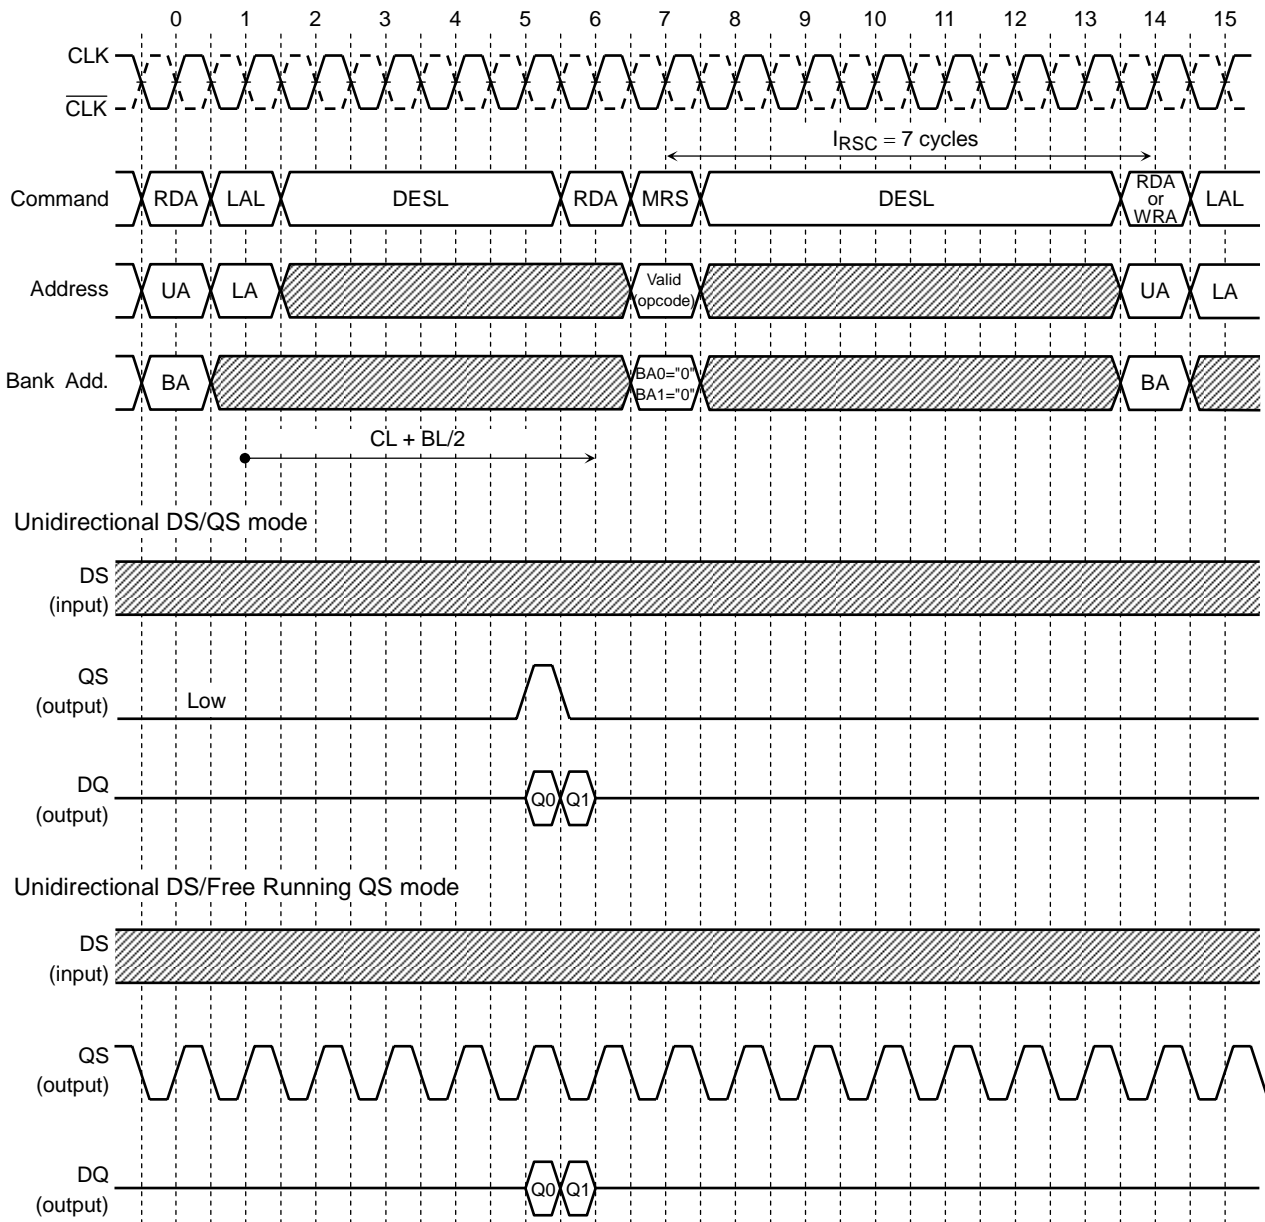 0 1 2 3 4 5 6 7 8 9 10 11 12 13 14 15
CLK
CLK
IRSC = 7 cycles
Command RDA LAL DESL RDA MRS DESL RDA or WRA LAL
Address UA LA Valid (opcode) UA LA
Bank Add. BA BA0="0" BA1="0" BA
CL + BL/2
Unidirectional DS/QS mode
DS
(input)
QS
(output) Low
DQ Q0 Q1
(output)
Unidirectional DS/Free Running QS mode
DS
(input)
QS
(output)
DQ Q0 Q1
(output)